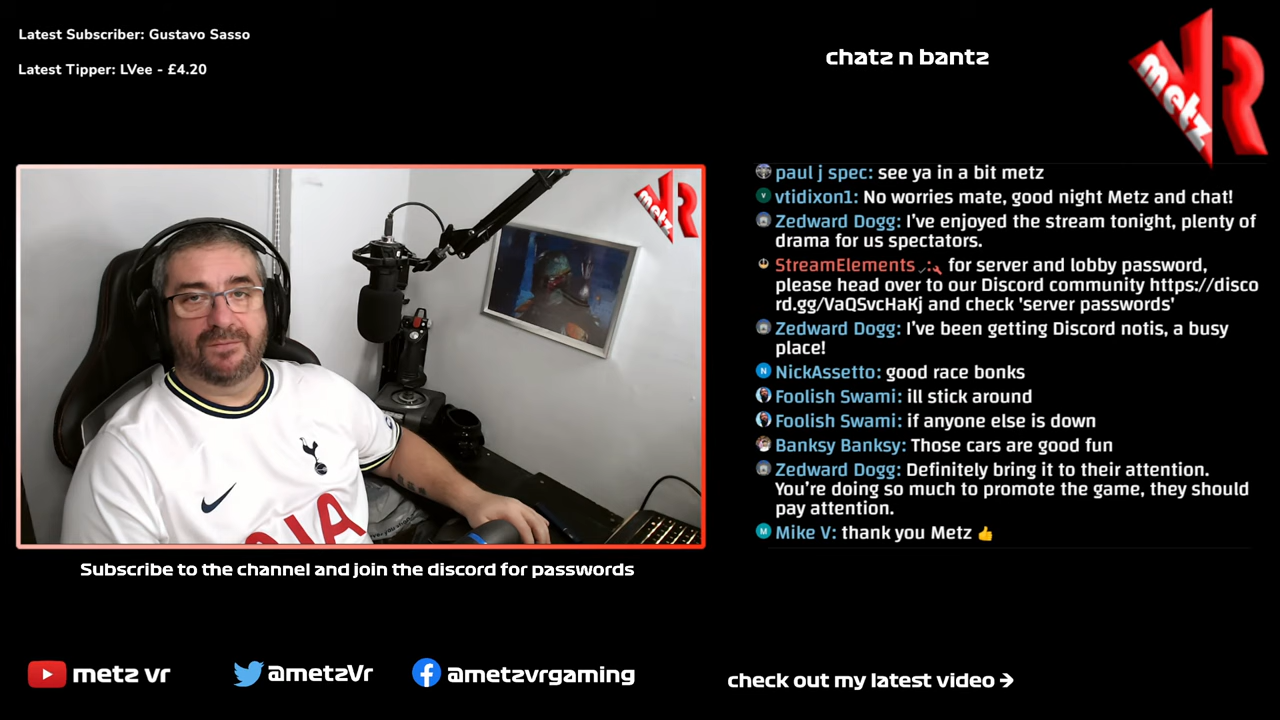 Latest Subscriber: Gustavo Sasso
Latest Tipper: LVee - £4.20
chatz n bantz
metz VR
metz VR
AIA
paul j spec: see ya in a bit metz
vtidixon1: No worries mate, good night Metz and chat!
Zedward Dogg: I've enjoyed the stream tonight, plenty of
drama for us spectators.
StreamElements for server and lobby password,
please head over to our Discord community https://disco
rd.gg/VaQSvcHaKj and check 'server passwords'
Zedward Dogg: I've been getting Discord notis, a busy
place!
NickAssetto: good race bonks
Foolish Swami: ill stick around
Foolish Swami: if anyone else is down
Banksy Banksy: Those cars are good fun
Zedward Dogg: Definitely bring it to their attention.
You're doing so much to promote the game, they should
pay attention.
Mike V: thank you Metz 👍
Subscribe to the channel and join the discord for passwords
metz vr
@metzVr
@metzvrgaming
check out my latest video →